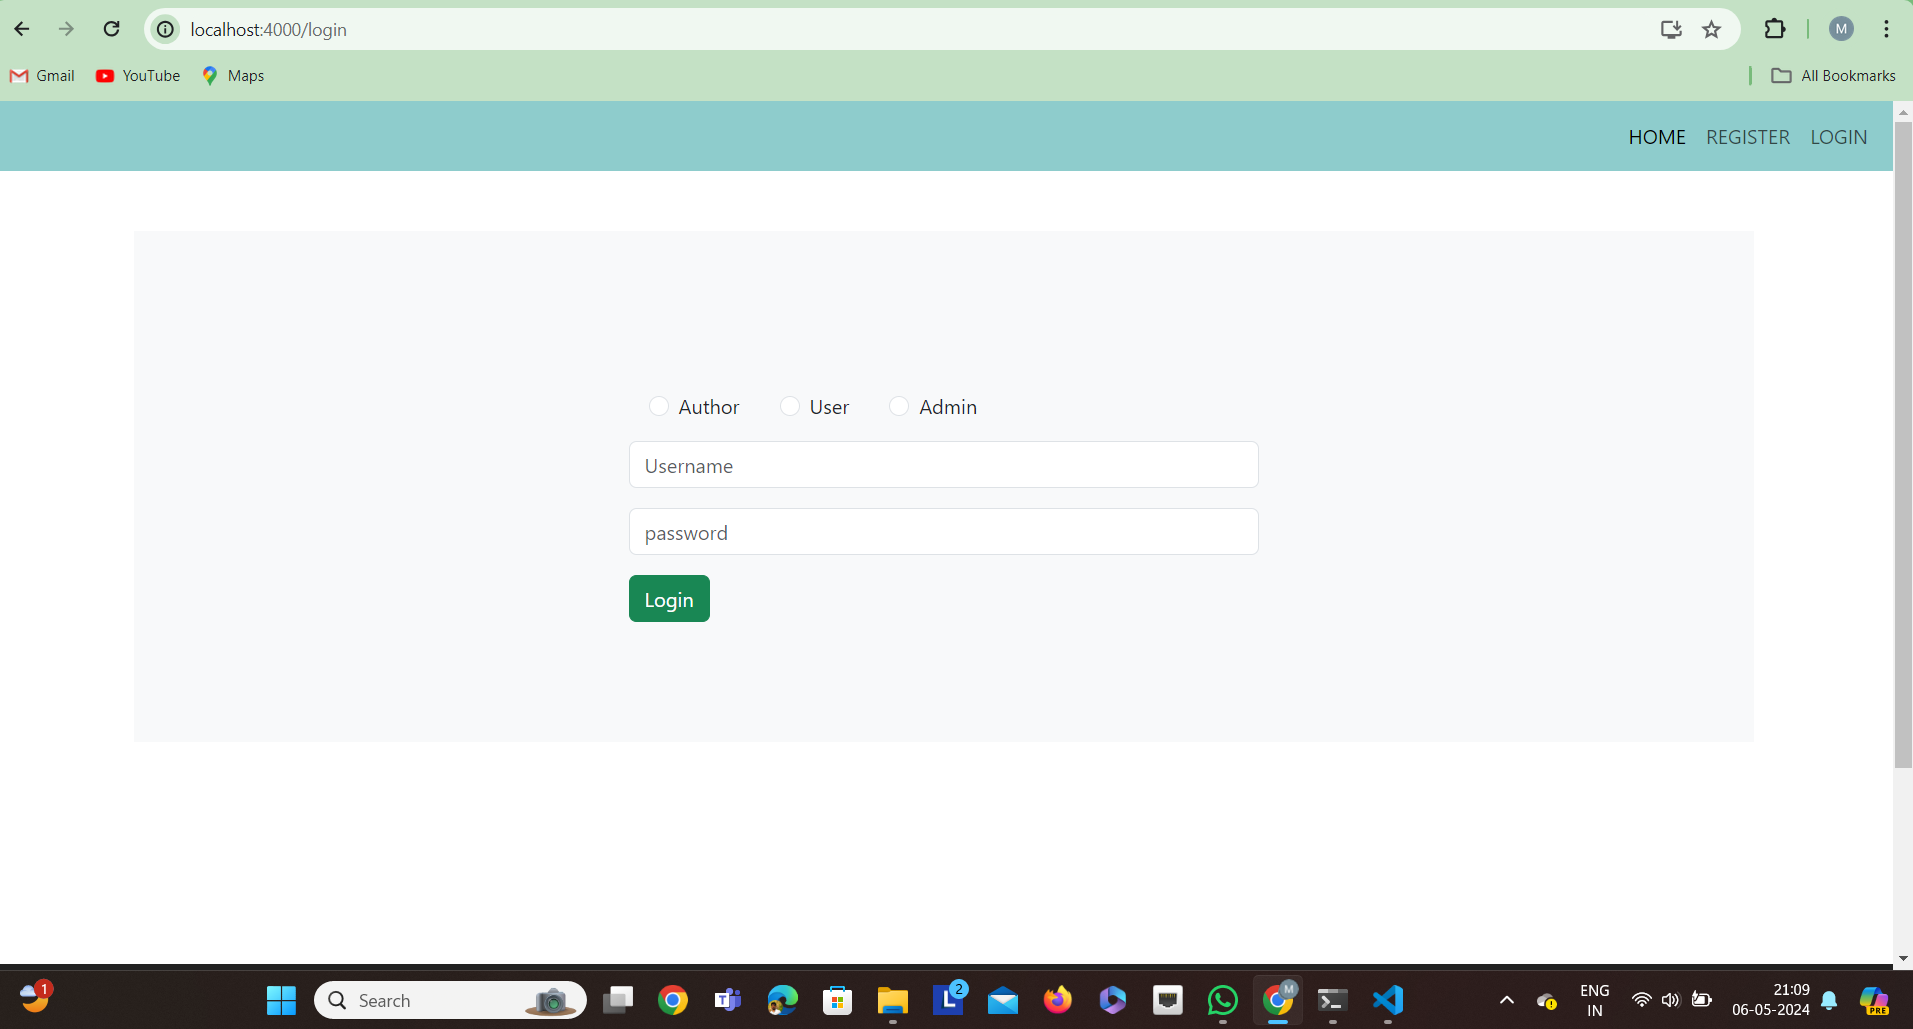 localhost:4000/login
M
Gmail
YouTube
Maps
All Bookmarks
HOME
REGISTER
LOGIN
Author
User
Admin
Username
password
Login
1
Search
T
L
2
M
ENG
IN
21:09
06-05-2024
PRE